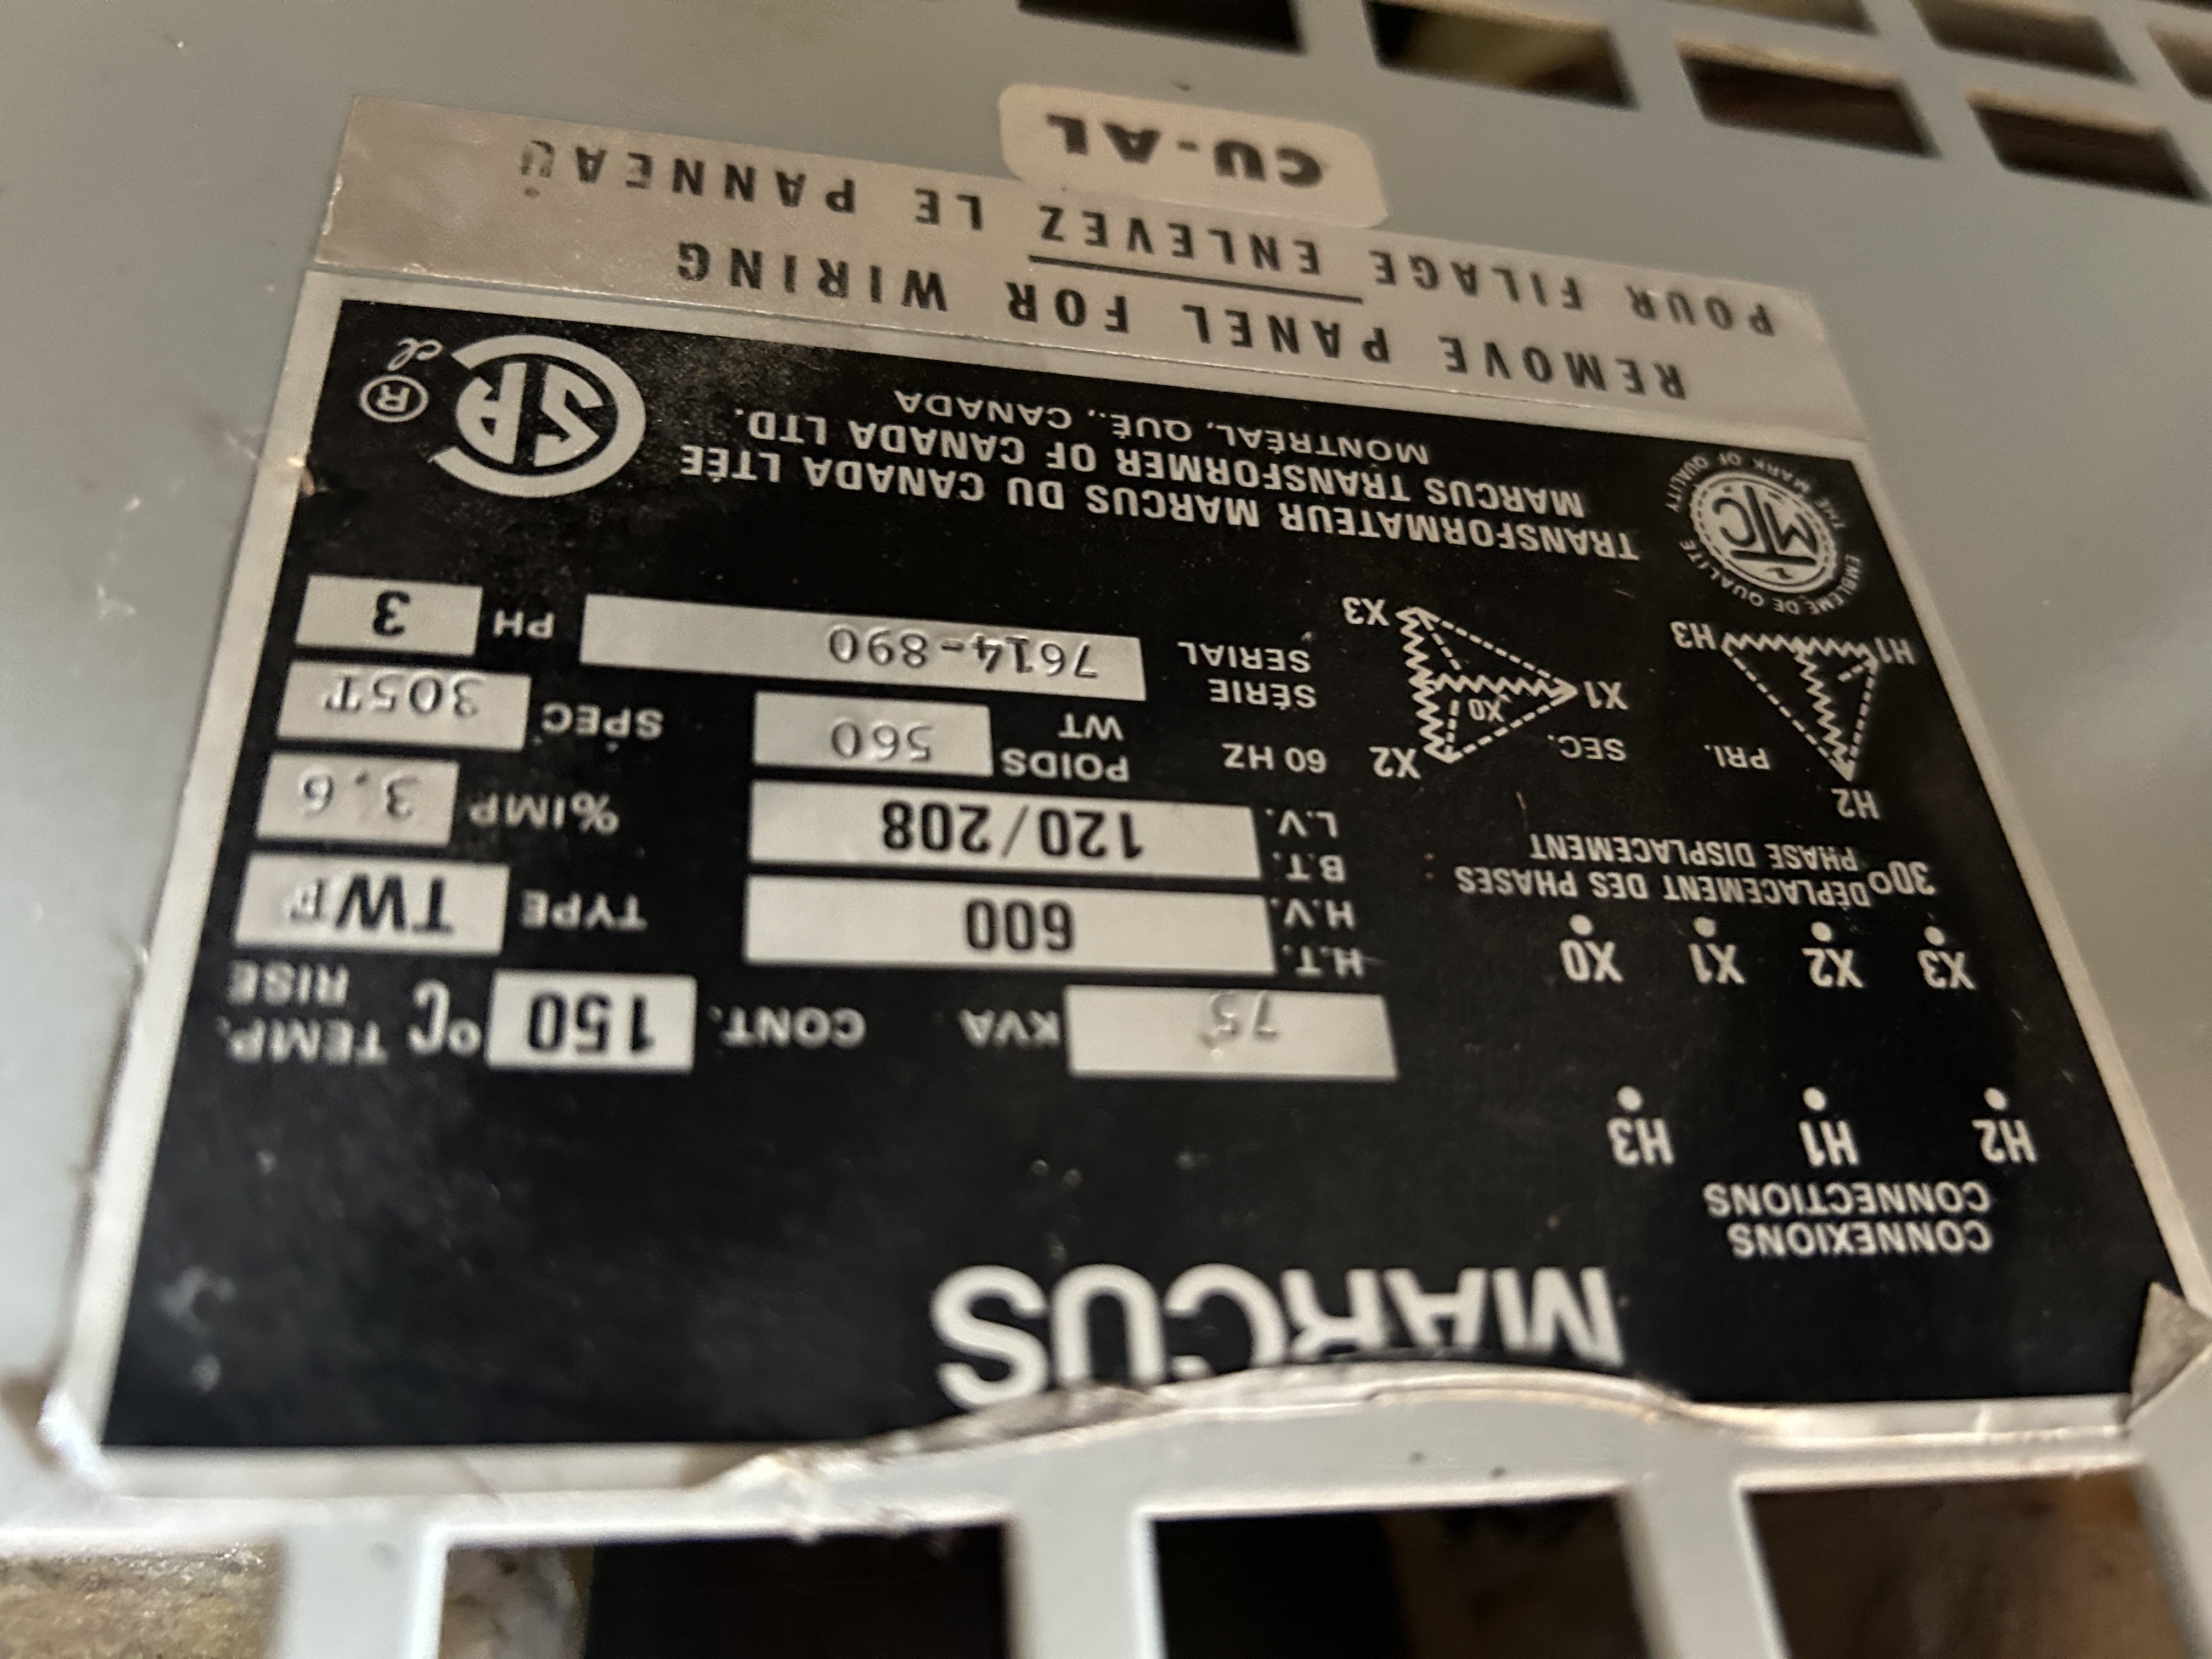 MARCUS
CONNEXIONS
CONNECTIONS
H2 H1 H3
75 KVA CONT. 150 °C TEMP. RISE
X3 X2 X1 X0
H.T.
H.V. 600
TYPE
30° DÉPLACEMENT DES PHASES
PHASE DISPLACEMENT
B.T.
L.V. 120/208
%IMP 3.6
H2
PRI.
H1 H3
SEC.
X2
X1
X0
X3
60 HZ
POIDS
WT 560
SPEC 305T
SÉRIE
SERIAL 7614-890
PH 3
EMBLÈME DE QUALITÉ
MTC
THE MARK OF QUALITY
TRANSFORMATEUR MARCUS DU CANADA LTÉE
MARCUS TRANSFORMER OF CANADA LTD.
MONTRÉAL, QUÉ., CANADA
SA
®
REMOVE PANEL FOR WIRING
POUR FILAGE ENLEVEZ LE PANNEAU
CU-AL